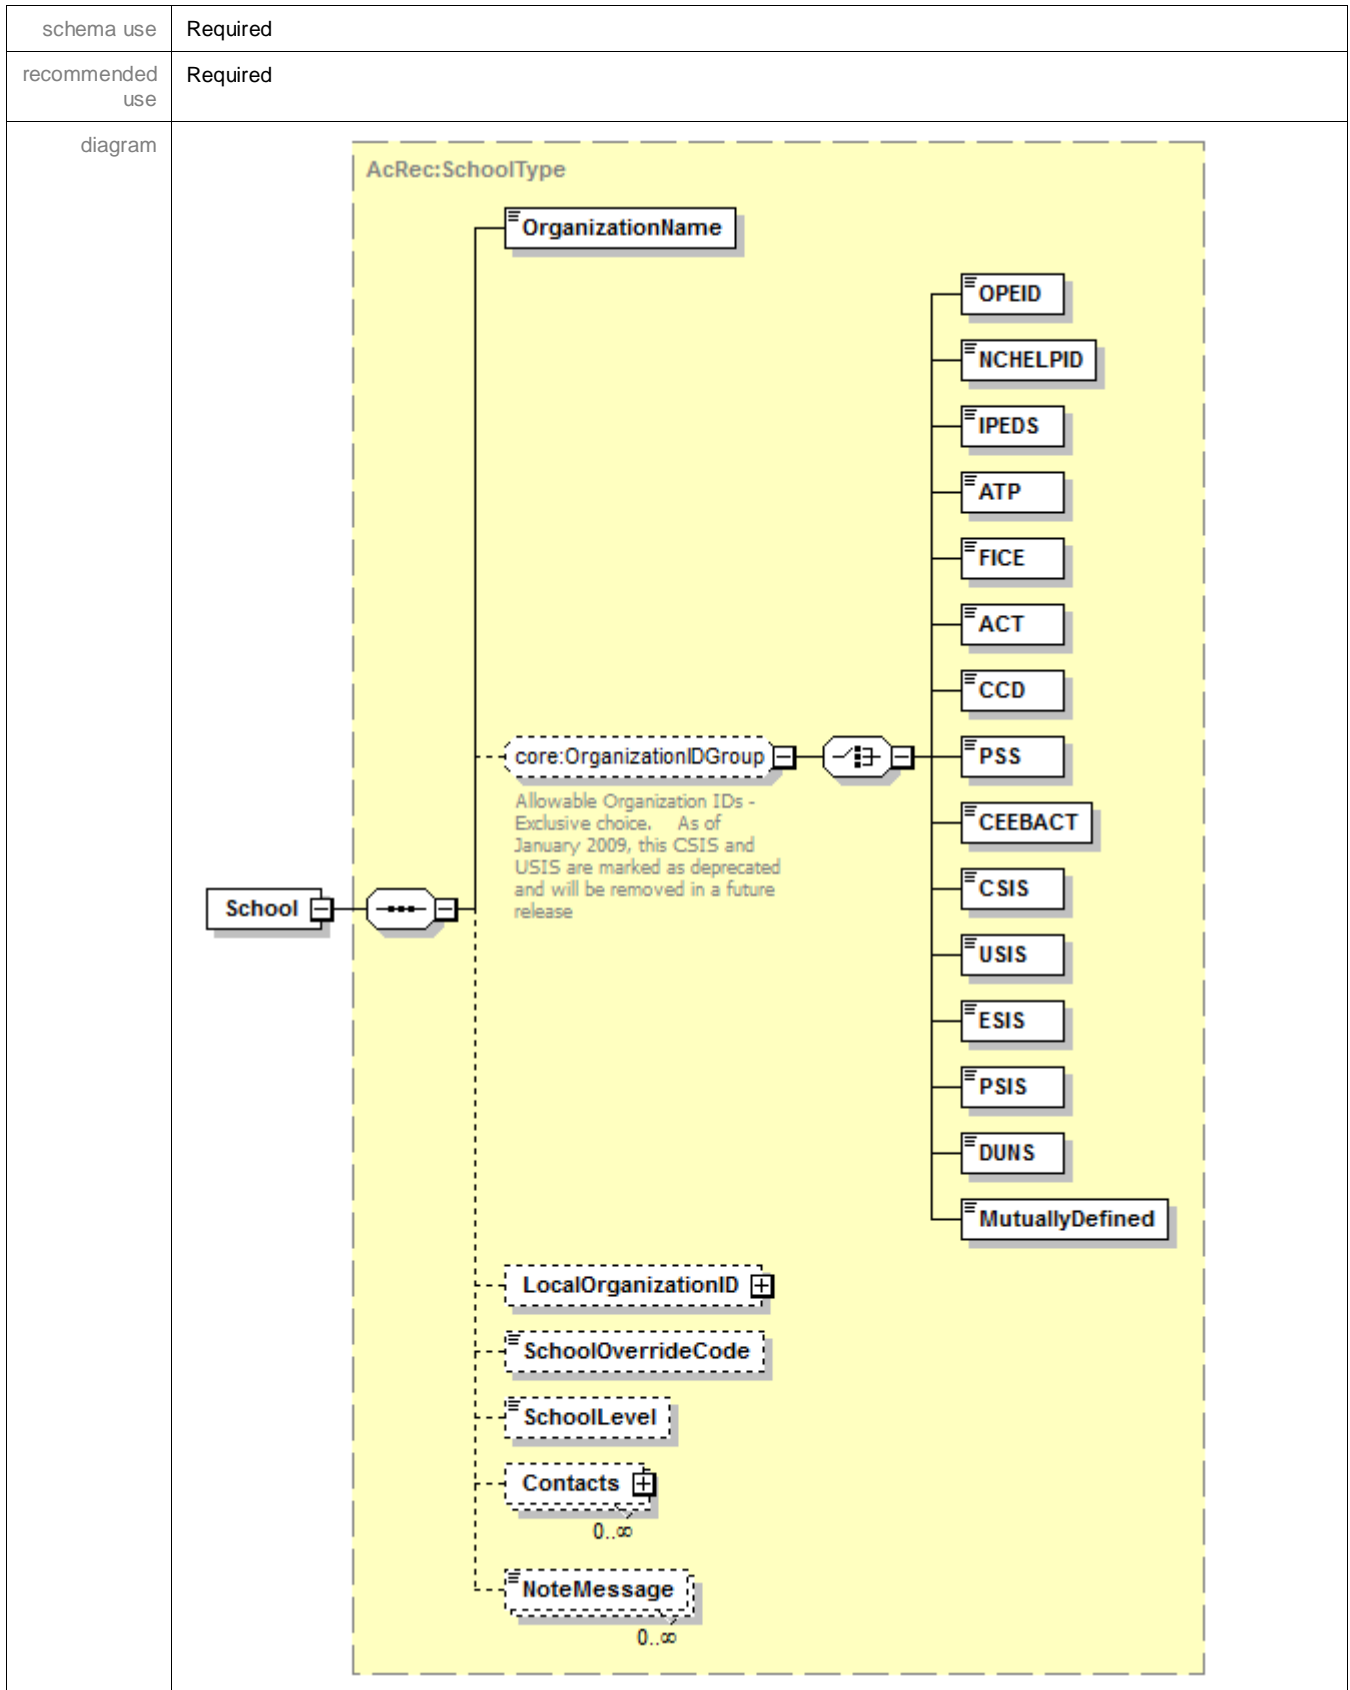 schema use
Required
recommended
use
Required
diagram
AcRec:SchoolType
OrganizationName
OPEID
NCHELPID
IPEDS
ATP
FICE
ACT
CCD
core:OrganizationIDGroup
PSS
Allowable Organization IDs -
Exclusive choice. As of
January 2009, this CSIS and
USIS are marked as deprecated
and will be removed in a future
release
CEEBACT
CSIS
School
USIS
ESIS
PSIS
DUNS
MutuallyDefined
LocalOrganizationID
SchoolOverrideCode
SchoolLevel
Contacts
0..∞
NoteMessage
0..∞